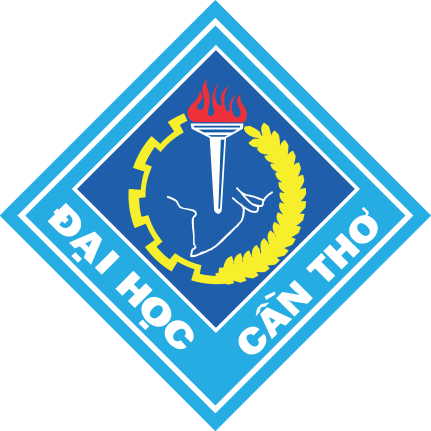 ĐẠI HỌC
CẦN THƠ